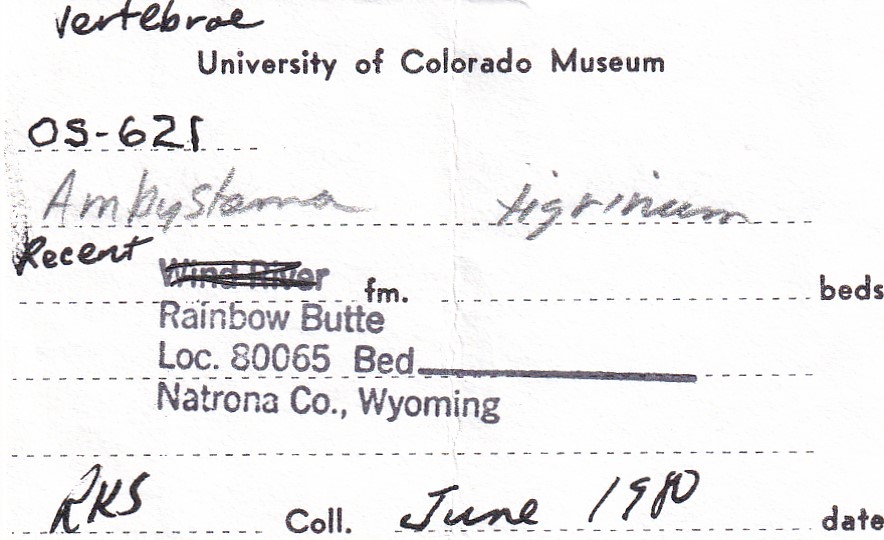 Vertebrae
University of Colorado Museum
OS-621
Ambystoma tigrinum
Recent
Wind River fm. beds
Rainbow Butte
Loc. 80065 Bed
Natrona Co., Wyoming
RKS Coll. June 1980 date